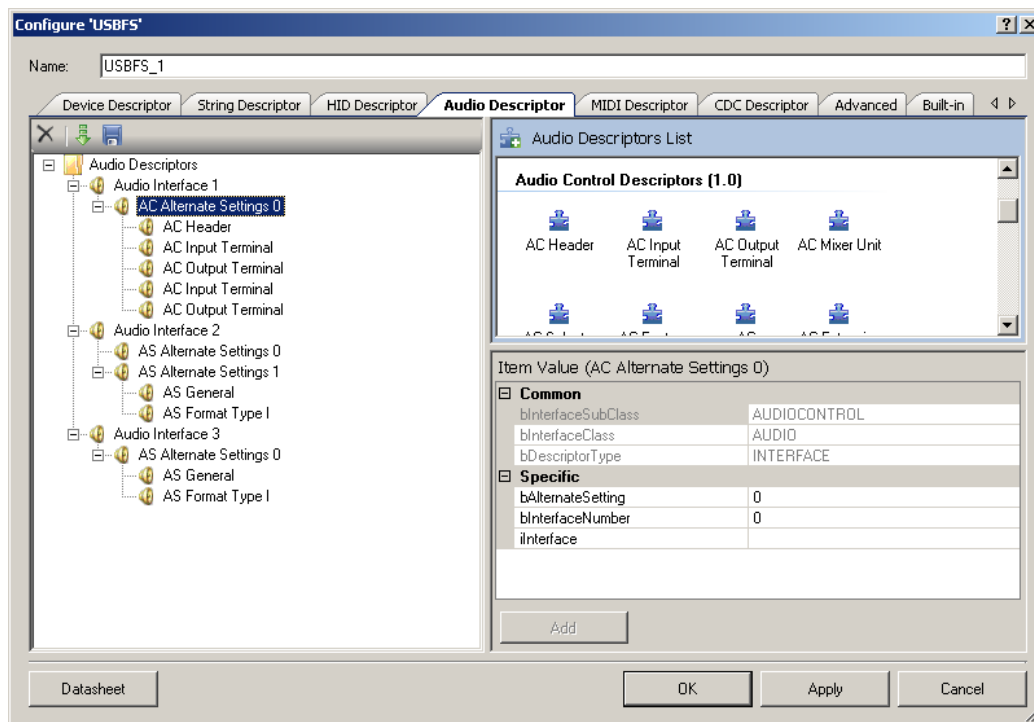 Configure 'USBFS'
Name: USBFS_1
Device Descriptor String Descriptor HID Descriptor Audio Descriptor MIDI Descriptor CDC Descriptor Advanced Built-in
Audio Descriptors
Audio Interface 1
AC Alternate Settings 0
AC Header
AC Input Terminal
AC Output Terminal
AC Input Terminal
AC Output Terminal
Audio Interface 2
AS Alternate Settings 0
AS Alternate Settings 1
AS General
AS Format Type I
Audio Interface 3
AS Alternate Settings 0
AS General
AS Format Type I
Audio Descriptors List
Audio Control Descriptors (1.0)
AC Header AC Input AC Output AC Mixer Unit
Terminal Terminal
Item Value (AC Alternate Settings 0)
Common
bInterfaceSubClass AUDIOCONTROL
bInterfaceClass AUDIO
bDescriptorType INTERFACE
Specific
bAlternateSetting 0
bInterfaceNumber 0
iInterface
Add
Datasheet OK Apply Cancel